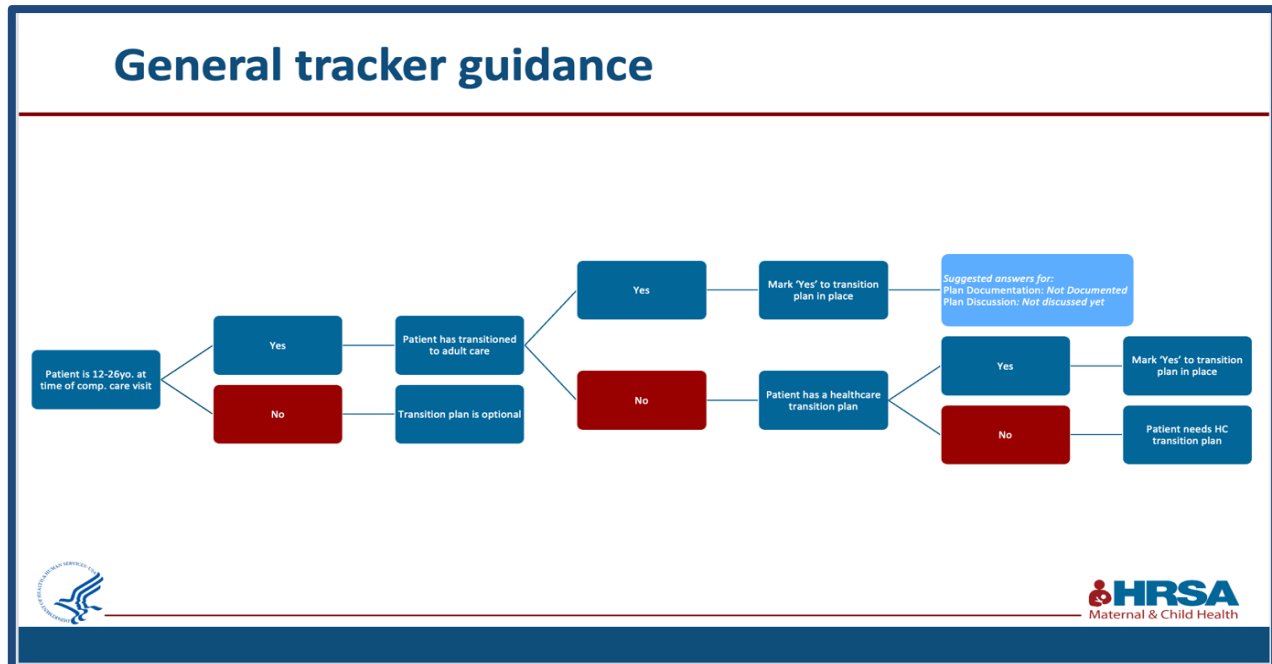 General tracker guidance
Patient is 12-26yo. at
time of comp. care visit
Yes
No
Patient has transitioned
to adult care
Transition plan is optional
Yes
No
Mark ‘Yes’ to transition
plan in place
Patient has a healthcare
transition plan
Suggested answers for:
Plan Documentation: Not Documented
Plan Discussion: Not discussed yet
Yes
No
Mark ‘Yes’ to transition
plan in place
Patient needs HC
transition plan
HRSA
Maternal & Child Health